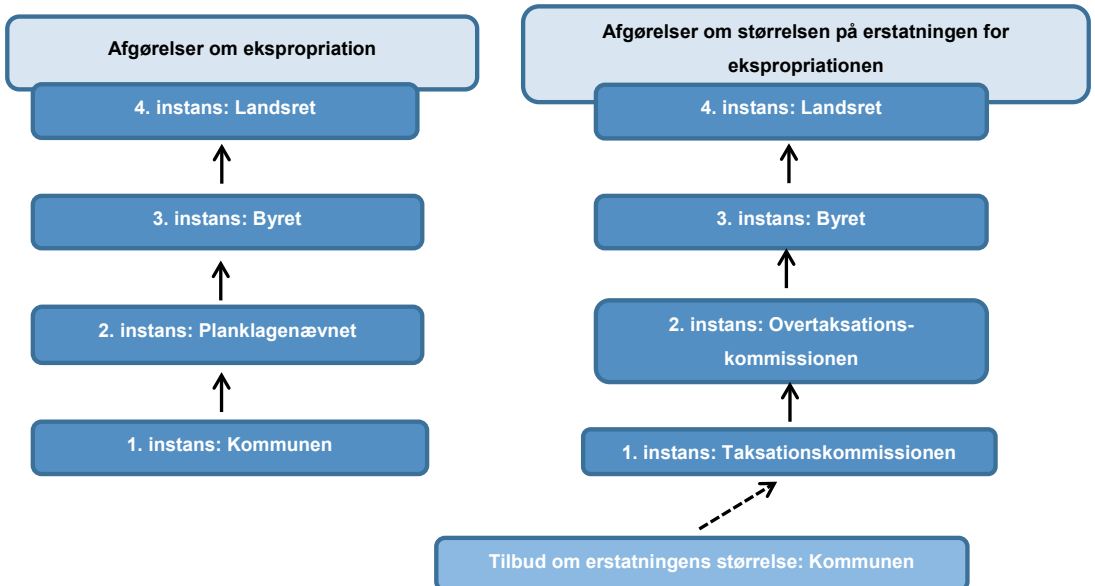 Afgørelser om ekspropriation
4. instans: Landsret
3. instans: Byret
2. instans: Planklagenævnet
1. instans: Kommunen
Afgørelser om størrelsen på erstatningen for
ekspropriationen
4. instans: Landsret
3. instans: Byret
2. instans: Overtaksations-
kommissionen
1. instans: Taksationskommissionen
Tilbud om erstatningens størrelse: Kommunen